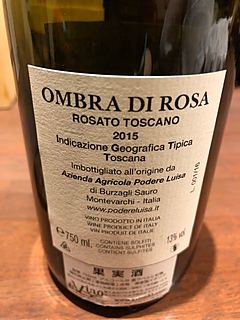 OMBRA DI ROSA
ROSATO TOSCANO
2015
Indicazione Geografica Tipica
Toscana
Imbottigliato all'origine da
Azienda Agricola Podere Luisa
di Burzagli Sauro
Montevarchi - Italia
www.podereluisa.it
VINO PRODOTTO IN ITALIA
WINE PRODUCT OF ITALY
VIN PRODUIT DE ITALIE
e 750 ml.
CONTIENE SOLFITI
CONTAINS SULPHITES
CONTIENT SULFITES
13% vol
L. 001/16
果実酒